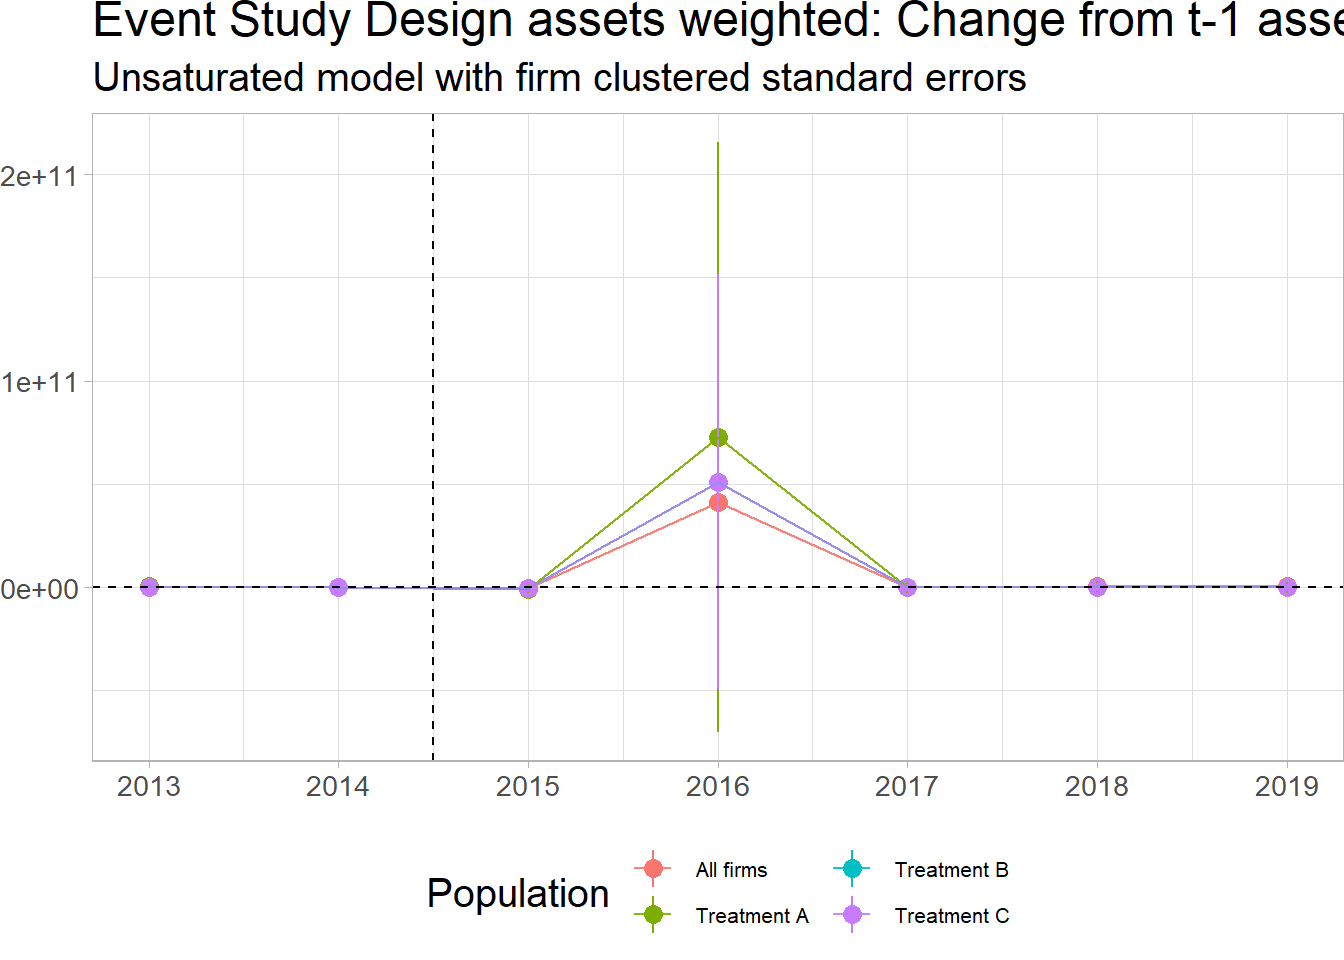 Event Study Design assets weighted: Change from t-1 asse
Unsaturated model with firm clustered standard errors
2e+11
1e+11
0e+00
2013 2014 2015 2016 2017 2018 2019
Population
All firms
Treatment B
Treatment A
Treatment C